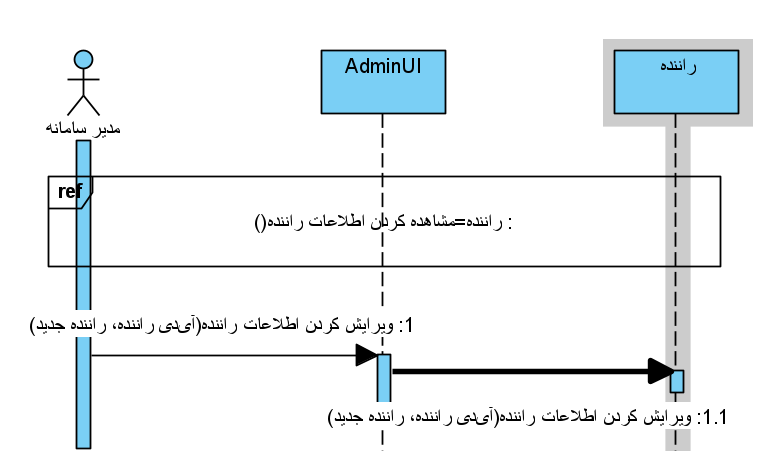 AdminUI
راننده
مدیر سامانه
ref
راننده=مشاهده کردن اطلاعات راننده() :
1: ویرایش کردن اطلاعات راننده(آی‌دی راننده، راننده جدید)
1.1: ویرایش کردن اطلاعات راننده(آی‌دی راننده، راننده جدید)